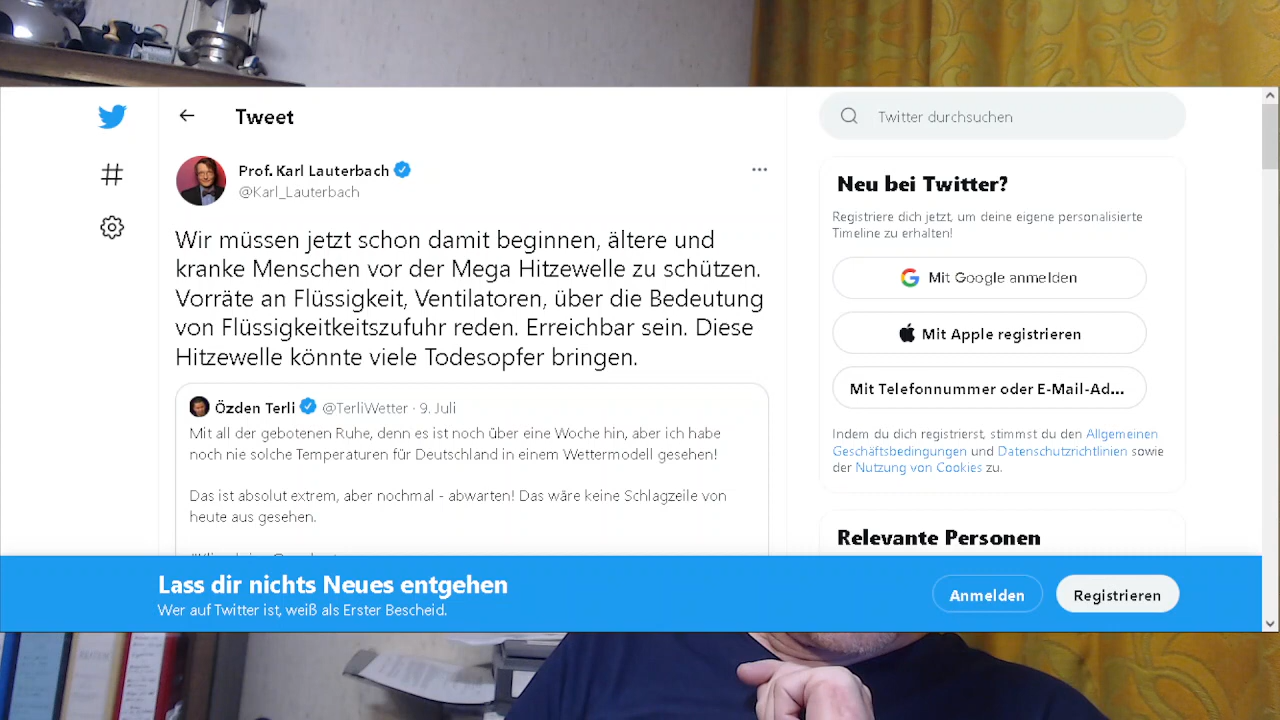 Tweet
Twitter durchsuchen
Prof. Karl Lauterbach
@Karl_Lauterbach
Wir müssen jetzt schon damit beginnen, ältere und
kranke Menschen vor der Mega Hitzewelle zu schützen.
Vorräte an Flüssigkeit, Ventilatoren, über die Bedeutung
von Flüssigkeitkeitszufuhr reden. Erreichbar sein. Diese
Hitzewelle könnte viele Todesopfer bringen.
Özden Terli @TerliWetter · 9. Juli
Mit all der gebotenen Ruhe, denn es ist noch über eine Woche hin, aber ich habe
noch nie solche Temperaturen für Deutschland in einem Wettermodell gesehen!
Das ist absolut extrem, aber nochmal - abwarten! Das wäre keine Schlagzeile von
heute aus gesehen.
Neu bei Twitter?
Registriere dich jetzt, um deine eigene personalisierte
Timeline zu erhalten!
Mit Google anmelden
Mit Apple registrieren
Mit Telefonnummer oder E-Mail-Ad...
Indem du dich registrierst, stimmst du den Allgemeinen
Geschäftsbedingungen und Datenschutzrichtlinien sowie
der Nutzung von Cookies zu.
Relevante Personen
Lass dir nichts Neues entgehen
Wer auf Twitter ist, weiß als Erster Bescheid.
Anmelden
Registrieren